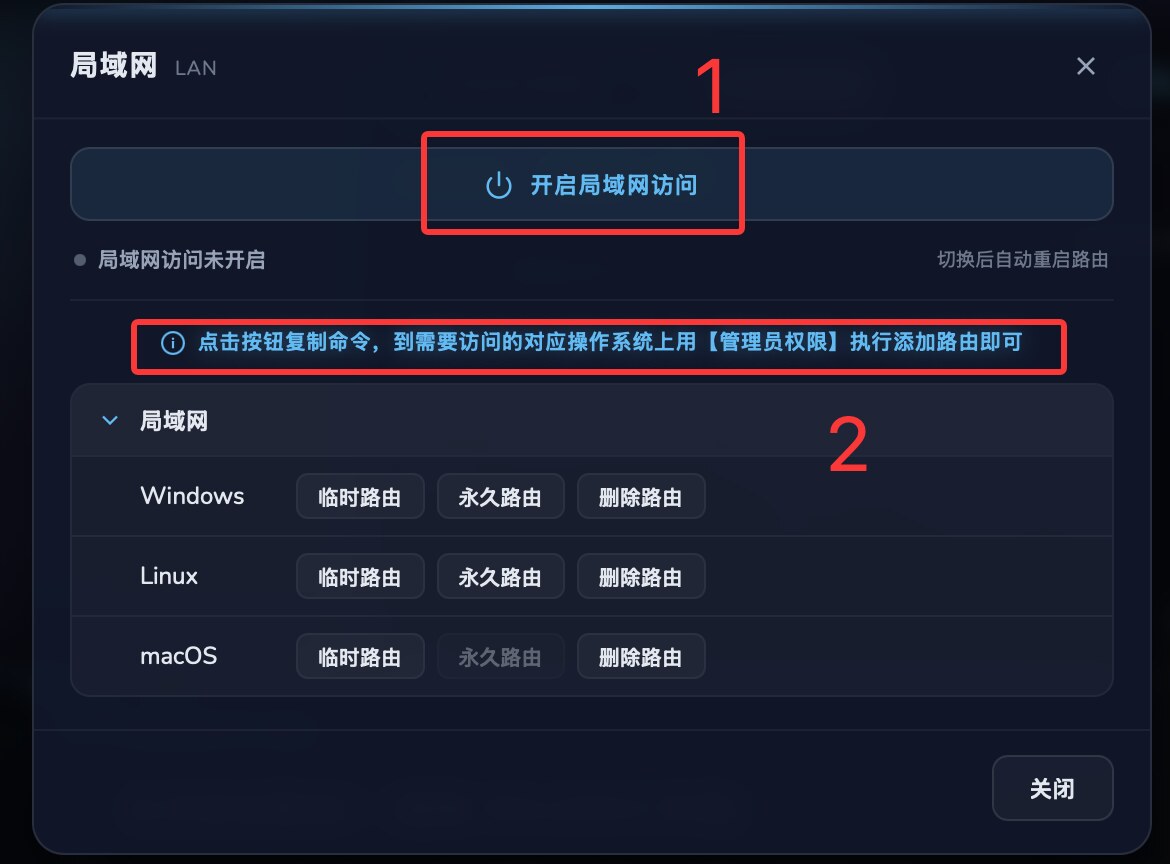 局域网 LAN
1
开启局域网访问
局域网访问未开启 切换后自动重启路由
点击按钮复制命令，到需要访问的对应操作系统上用【管理员权限】执行添加路由即可
局域网
2
Windows 临时路由 永久路由 删除路由
Linux 临时路由 永久路由 删除路由
macOS 临时路由 永久路由 删除路由
关闭